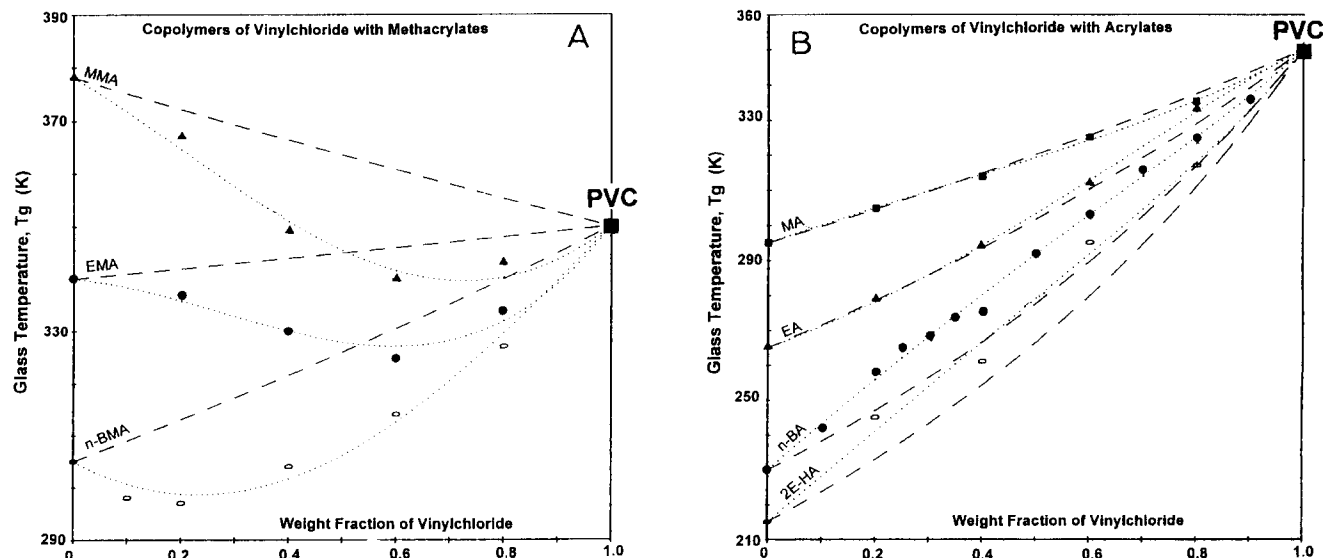 Copolymers of Vinylchloride with Methacrylates
A
390
370
330
290
Glass Temperature, Tg (K)
MMA
EMA
n-BMA
PVC
Weight Fraction of Vinylchloride
0
0.2
0.4
0.6
0.8
1.0
B
Copolymers of Vinylchloride with Acrylates
PVC
360
330
290
250
210
Glass Temperature, Tg (K)
MA
EA
n-BA
2E-HA
Weight Fraction of Vinylchloride
0
0.2
0.4
0.6
0.8
1.0